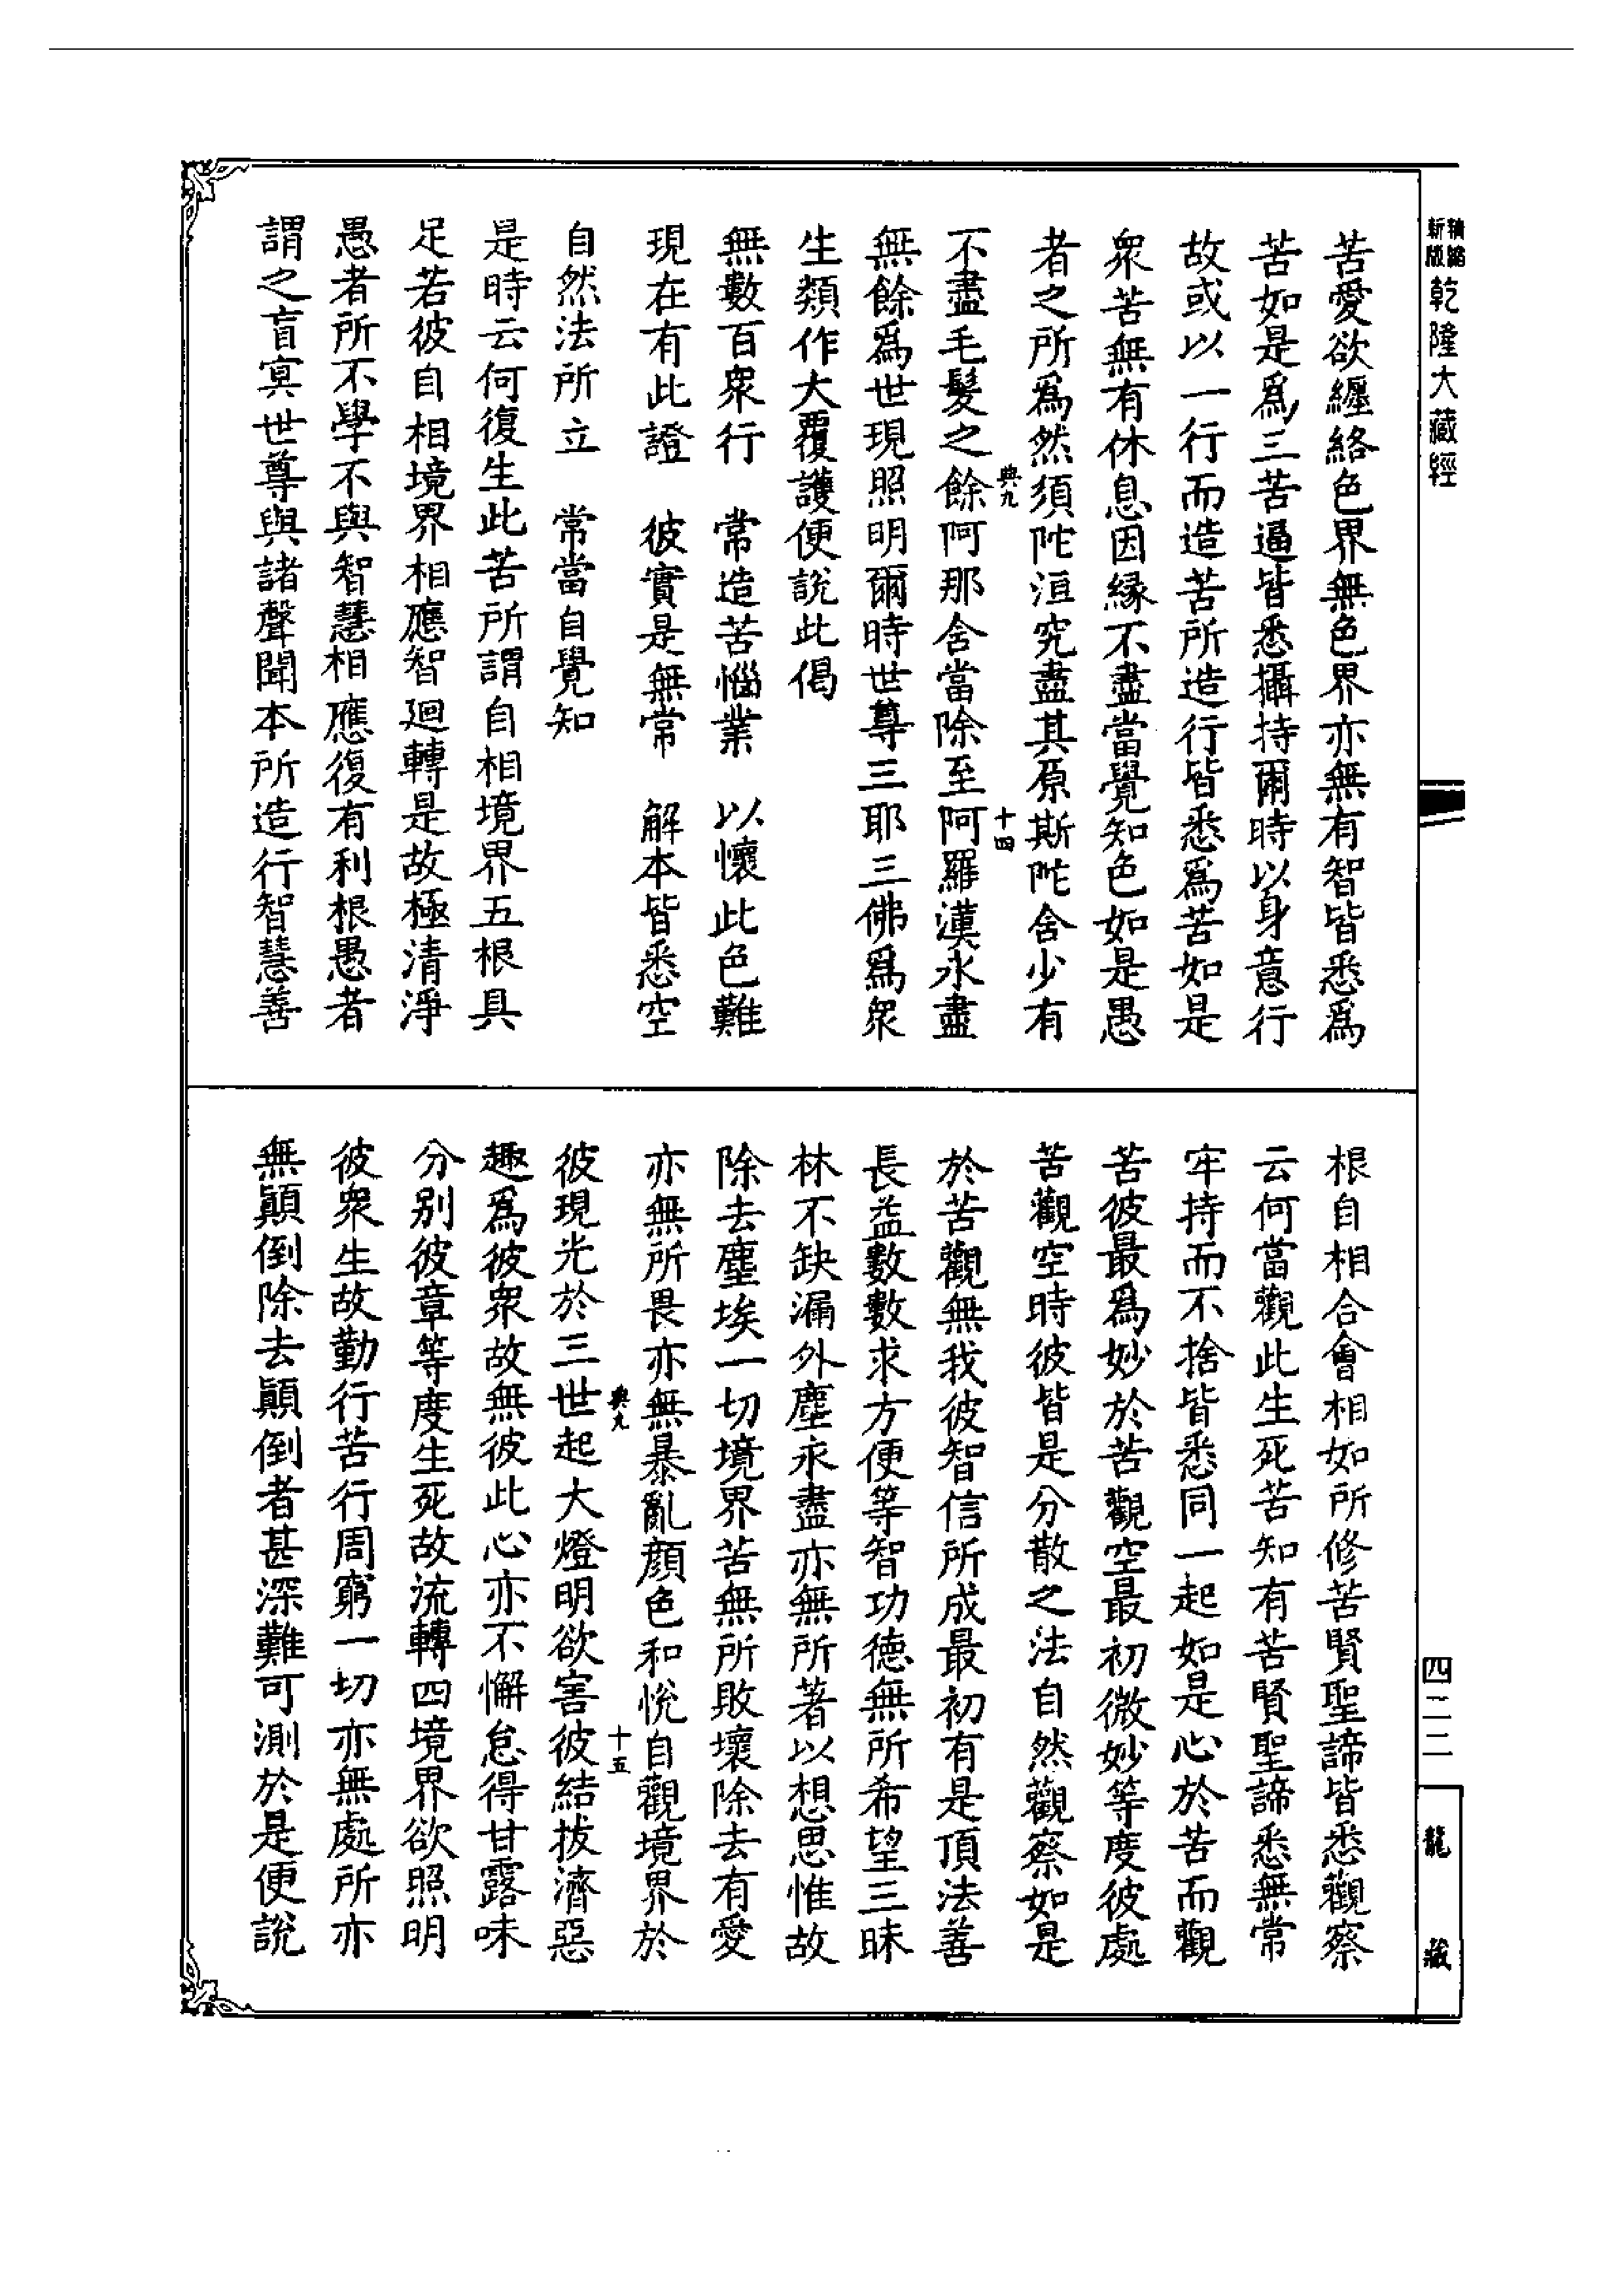 精縮新版乾隆大藏經
苦愛欲纏絡色界無色界亦無有智皆悉爲
苦如是爲三苦逼皆悉攝持爾時以身意行
故或以一行而造苦所造行皆悉爲苦如是
衆苦無有休息因緣不盡當覺知色如是愚
者之所爲然須陀洹究盡其原斯陀含少有
典九
十四
不盡毛髮之餘阿那含當除至阿羅漢永盡
無餘爲世現照明爾時世尊三耶三佛爲衆
生類作大覆護便說此偈
無數百衆行　常造苦惱業　以懷此色難
現在有此證　彼實是無常　解本皆悉空
自然法所立　常當自覺知
是時云何復生此苦所謂自相境界五根具
足若彼自相境界相應智迴轉是故極清淨
愚者所不學不與智慧相應復有利根愚者
謂之盲冥世尊與諸聲聞本所造行智慧善
根自相合會相如所修苦賢聖諦皆悉觀察
云何當觀此生死苦知有苦賢聖諦悉無常
牢持而不捨皆悉同一起如是心於苦而觀
苦彼最爲妙於苦觀空最初微妙等度彼處
苦觀空時彼皆是分散之法自然觀察如是
於苦觀無我彼智信所成最初有是頂法善
長益數數求方便等智功德無所希望三昧
林不缺漏外塵永盡亦無所著以想思惟故
除去塵埃一切境界苦無所敗壞除去有愛
亦無所畏亦無暴亂顏色和悅自觀境界於
典九
十五
彼現光於三世起大燈明欲害彼結拔濟惡
趣爲彼衆故無彼此心亦不懈怠得甘露味
分別彼章等度生死故流轉四境界欲照明
彼衆生故勤行苦行周窮一切亦無處所亦
無顛倒除去顛倒者甚深難可測於是便說
四二二
龍藏